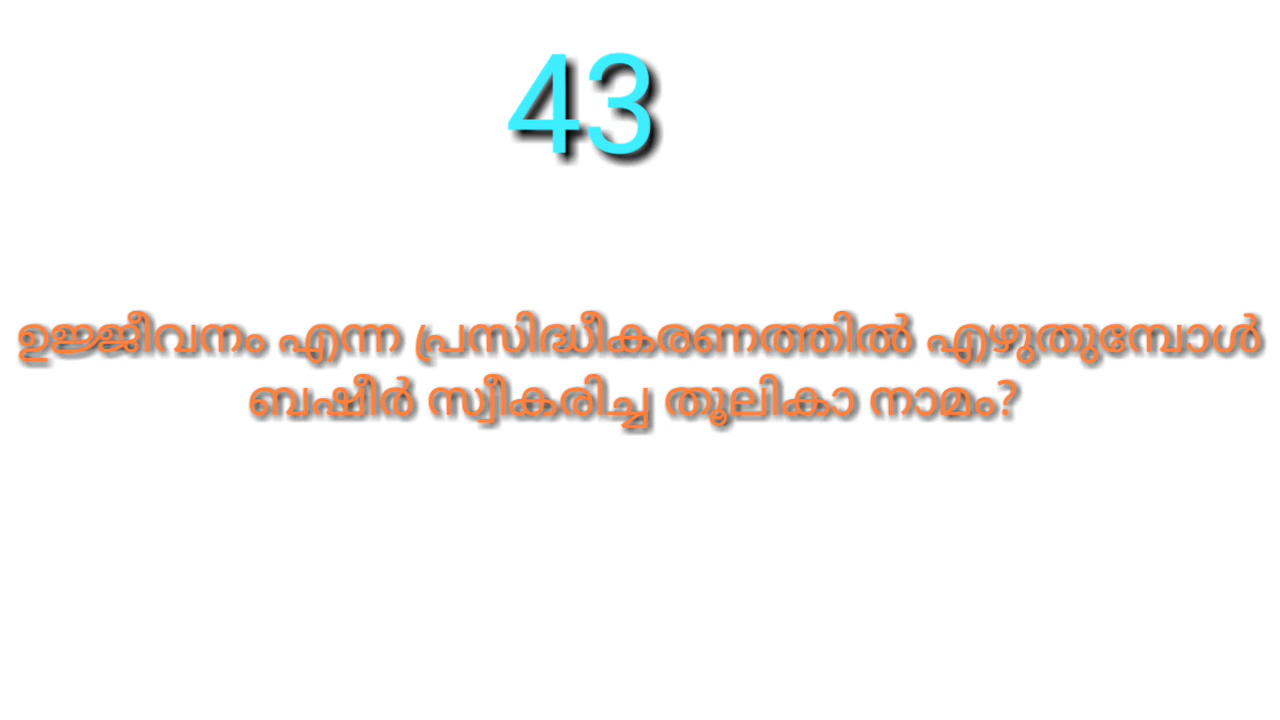 43
ഉജ്ജീവനം എന്ന പ്രസിദ്ധീകരണത്തിൽ എഴുതുമ്പോൾ
ബഷീർ സ്വീകരിച്ച തൂലികാ നാമം?